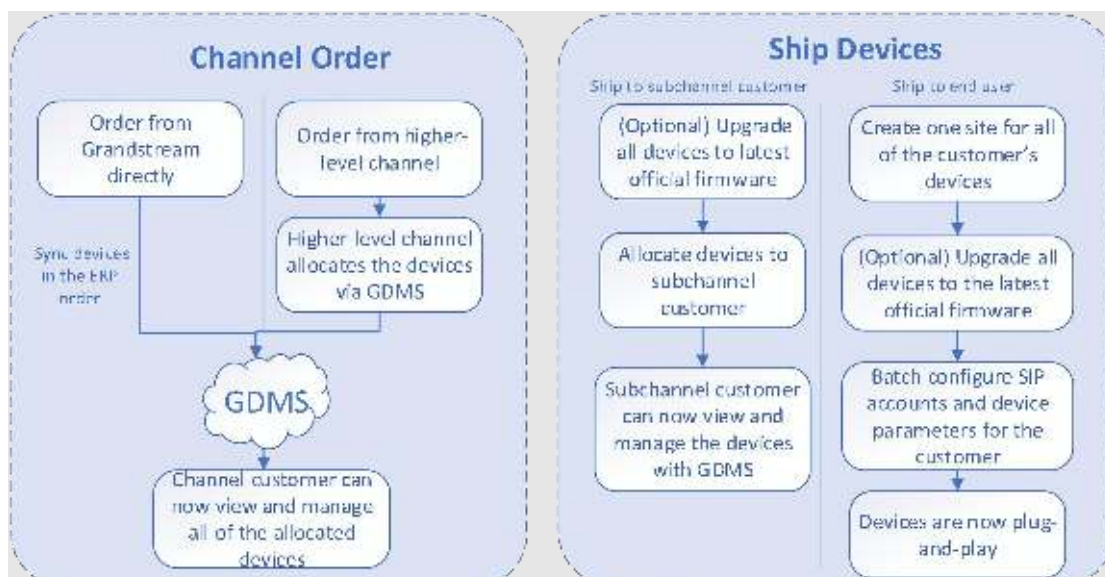 Channel Order
Order from
Grandstream
directly
Order from higher-
level channel
Sync devices
in the ERP
order
Higher level channel
allocates the devices
via GDMS
GDMS
Channel customer can
now view and manage
all of the allocated
devices
Ship Devices
Ship to subchannel customer
(Optional) Upgrade
all devices to latest
official firmware
Allocate devices to
subchannel
customer
Subchannel customer
can now view and
manage the devices
with GDMS
Ship to end user
Create one site for all
of the customer's
devices
(Optional) Upgrade all
devices to the latest
official firmware
Batch configure SIP
accounts and device
parameters for the
customer
Devices are now plug-
and-play